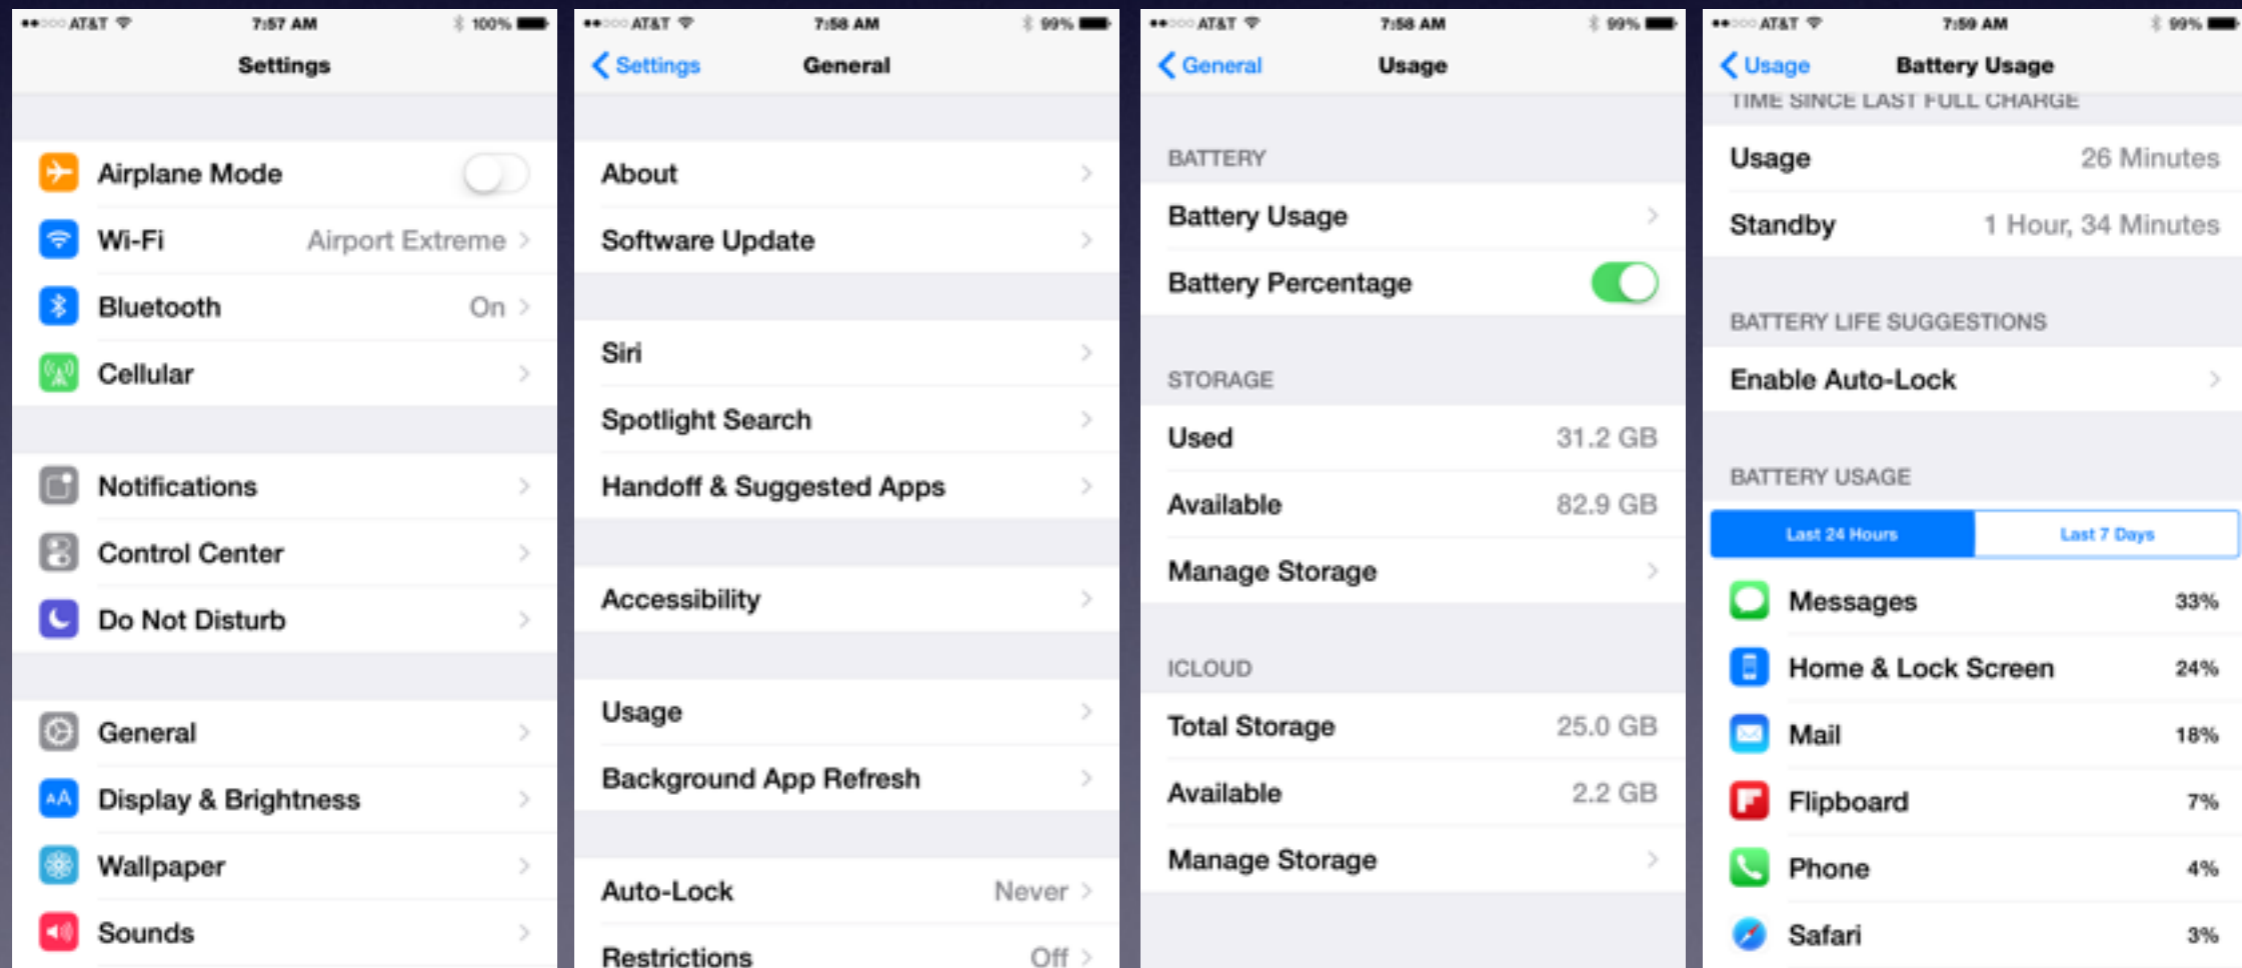 AT&T 7:57 AM 100%
Settings
Airplane Mode
Wi-Fi Airport Extreme
Bluetooth On
Cellular
Notifications
Control Center
Do Not Disturb
General
AA Display & Brightness
Wallpaper
Sounds
AT&T 7:58 AM 99%
Settings General
About
Software Update
Siri
Spotlight Search
Handoff & Suggested Apps
Accessibility
Usage
Background App Refresh
Auto-Lock Never
Restrictions Off
AT&T 7:58 AM 99%
General Usage
BATTERY
Battery Usage
Battery Percentage
STORAGE
Used 31.2 GB
Available 82.9 GB
Manage Storage
ICLOUD
Total Storage 25.0 GB
Available 2.2 GB
Manage Storage
AT&T 7:59 AM 99%
Usage Battery Usage
TIME SINCE LAST FULL CHARGE
Usage 26 Minutes
Standby 1 Hour, 34 Minutes
BATTERY LIFE SUGGESTIONS
Enable Auto-Lock
BATTERY USAGE
Last 24 Hours Last 7 Days
Messages 33%
Home & Lock Screen 24%
Mail 18%
Flipboard 7%
Phone 4%
Safari 3%